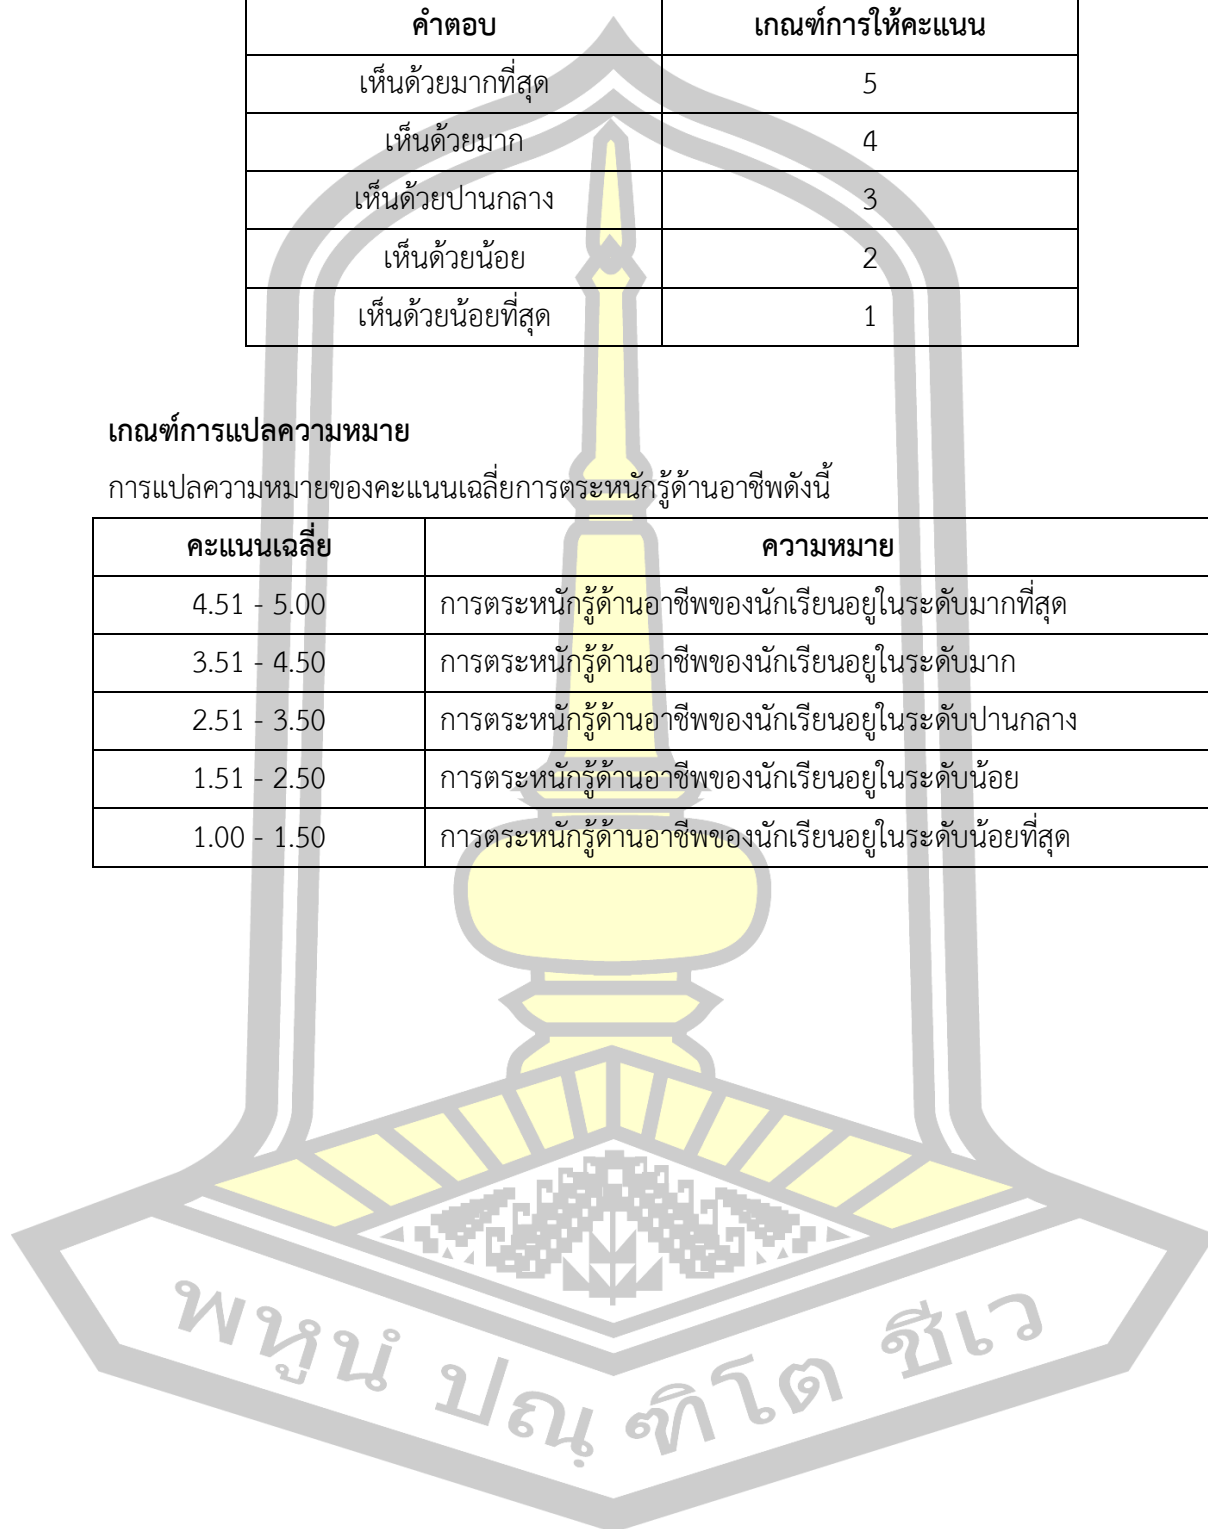 คำตอบ เกณฑ์การให้คะแนน
เห็นด้วยมากที่สุด 5
เห็นด้วยมาก 4
เห็นด้วยปานกลาง 3
เห็นด้วยน้อย 2
เห็นด้วยน้อยที่สุด 1
เกณฑ์การแปลความหมาย
การแปลความหมายของคะแนนเฉลี่ยการตระหนักรู้ด้านอาชีพดังนี้
คะแนนเฉลี่ย ความหมาย
4.51 - 5.00 การตระหนักรู้ด้านอาชีพของนักเรียนอยู่ในระดับมากที่สุด
3.51 - 4.50 การตระหนักรู้ด้านอาชีพของนักเรียนอยู่ในระดับมาก
2.51 - 3.50 การตระหนักรู้ด้านอาชีพของนักเรียนอยู่ในระดับปานกลาง
1.51 - 2.50 การตระหนักรู้ด้านอาชีพของนักเรียนอยู่ในระดับน้อย
1.00 - 1.50 การตระหนักรู้ด้านอาชีพของนักเรียนอยู่ในระดับน้อยที่สุด
พหูนํ ปณฺ ฑิโต ชีเว